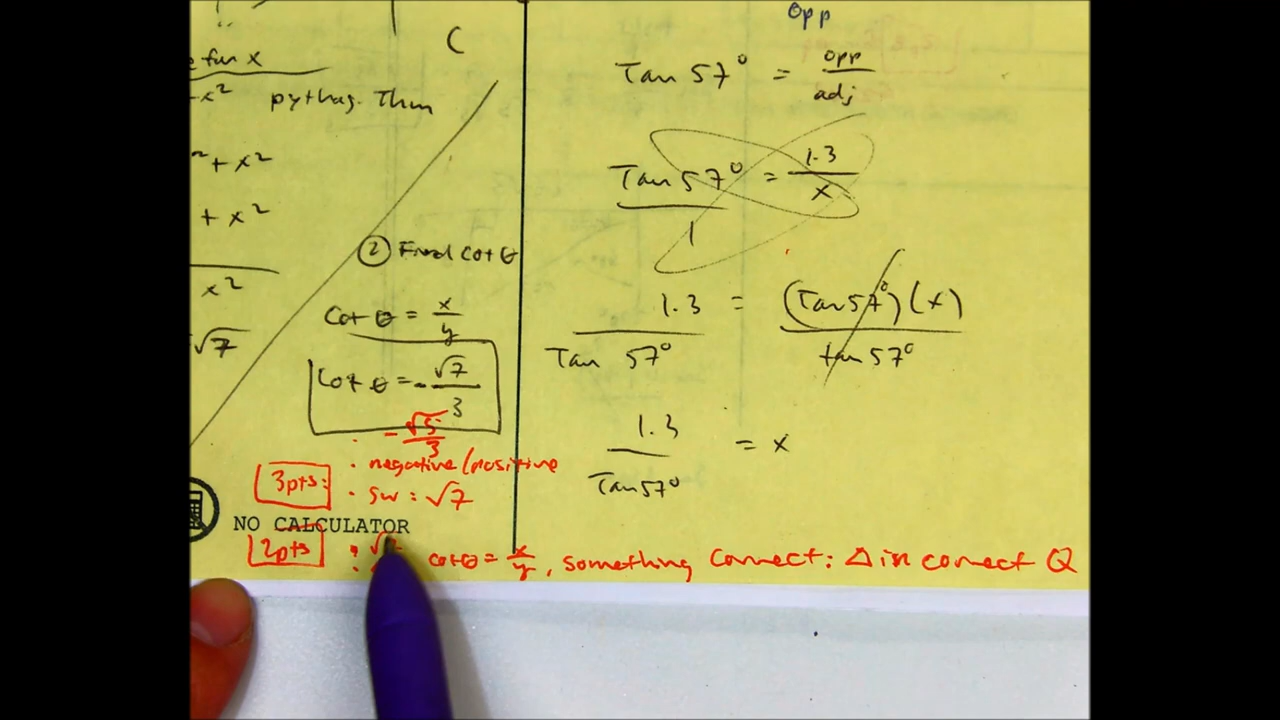 C
for x
x² pythag. Thm
+ x²
+ x²
x²
√7
② Find cot θ
cot θ = x/y
cot θ = - √7/3
- √5/3
3pts: · negative/positive
· sw : √7
NO CALCULATOR
2pts · √ cot θ = x/y, something correct: Δ in correct Q
opp
Tan 57° = opp/adj
Tan 57°/1 = 1.3/x
1.3/Tan 57° = (Tan 57°)(x)/tan 57°
1.3/Tan 57° = x